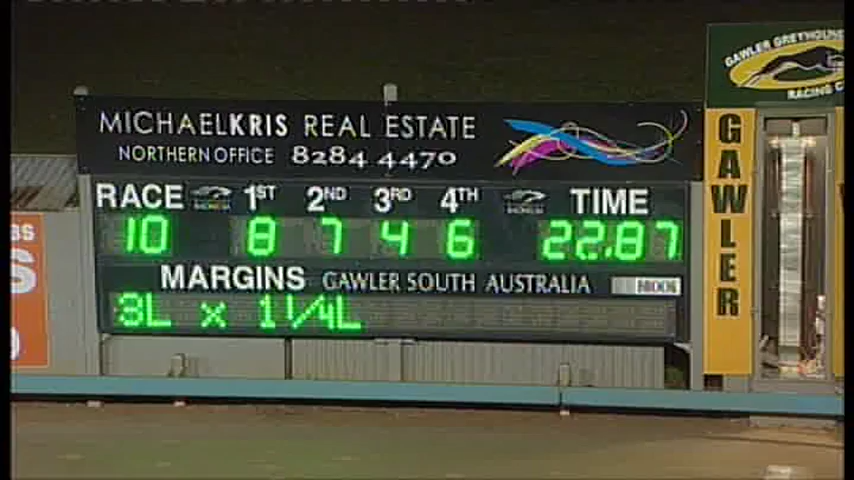 GAWLER GREYHOUND
RACING C
MICHAELKRIS REAL ESTATE
NORTHERN OFFICE 8284 4470
RACE 1ST 2ND 3RD 4TH TIME
10 8 7 4 6 22.87
MARGINS GAWLER SOUTH AUSTRALIA
3L x 1 1/4L
GAWLER
BS
S